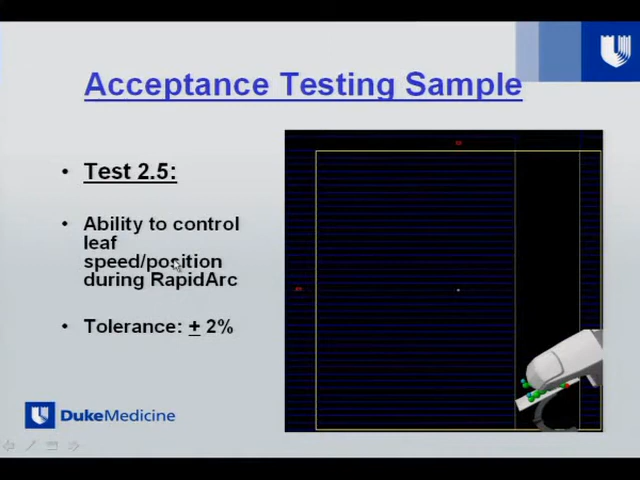 Acceptance Testing Sample
• Test 2.5:
• Ability to control
leaf
speed/position
during RapidArc
• Tolerance: + 2%
DukeMedicine